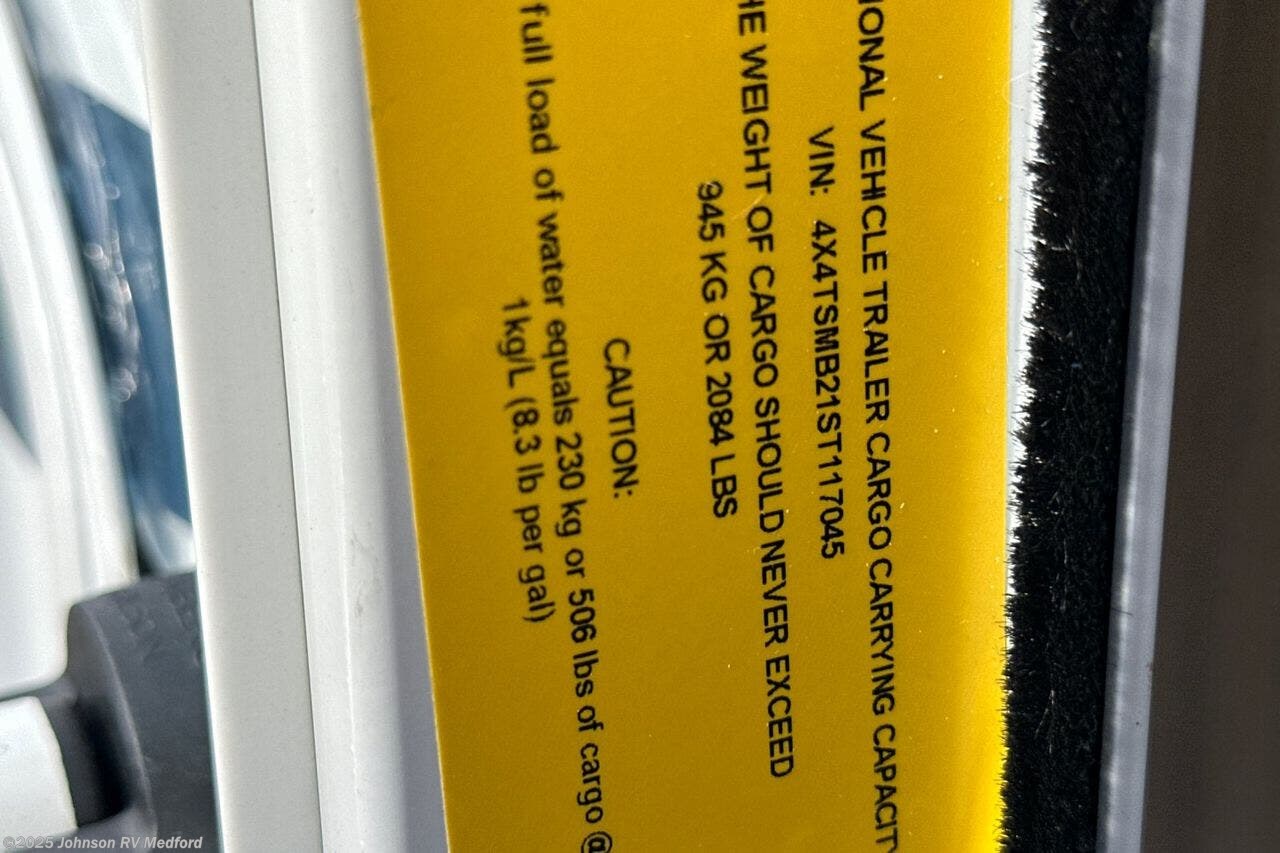 IONAL VEHICLE TRAILER CARGO CARRYING CAPACITY
VIN: 4X4TSMB21ST117045
HE WEIGHT OF CARGO SHOULD NEVER EXCEED
945 KG OR 2084 LBS
CAUTION:
full load of water equals 230 kg or 506 lbs of cargo @
1kg/L (8.3 lb per gal)
©2025 Johnson RV Medford